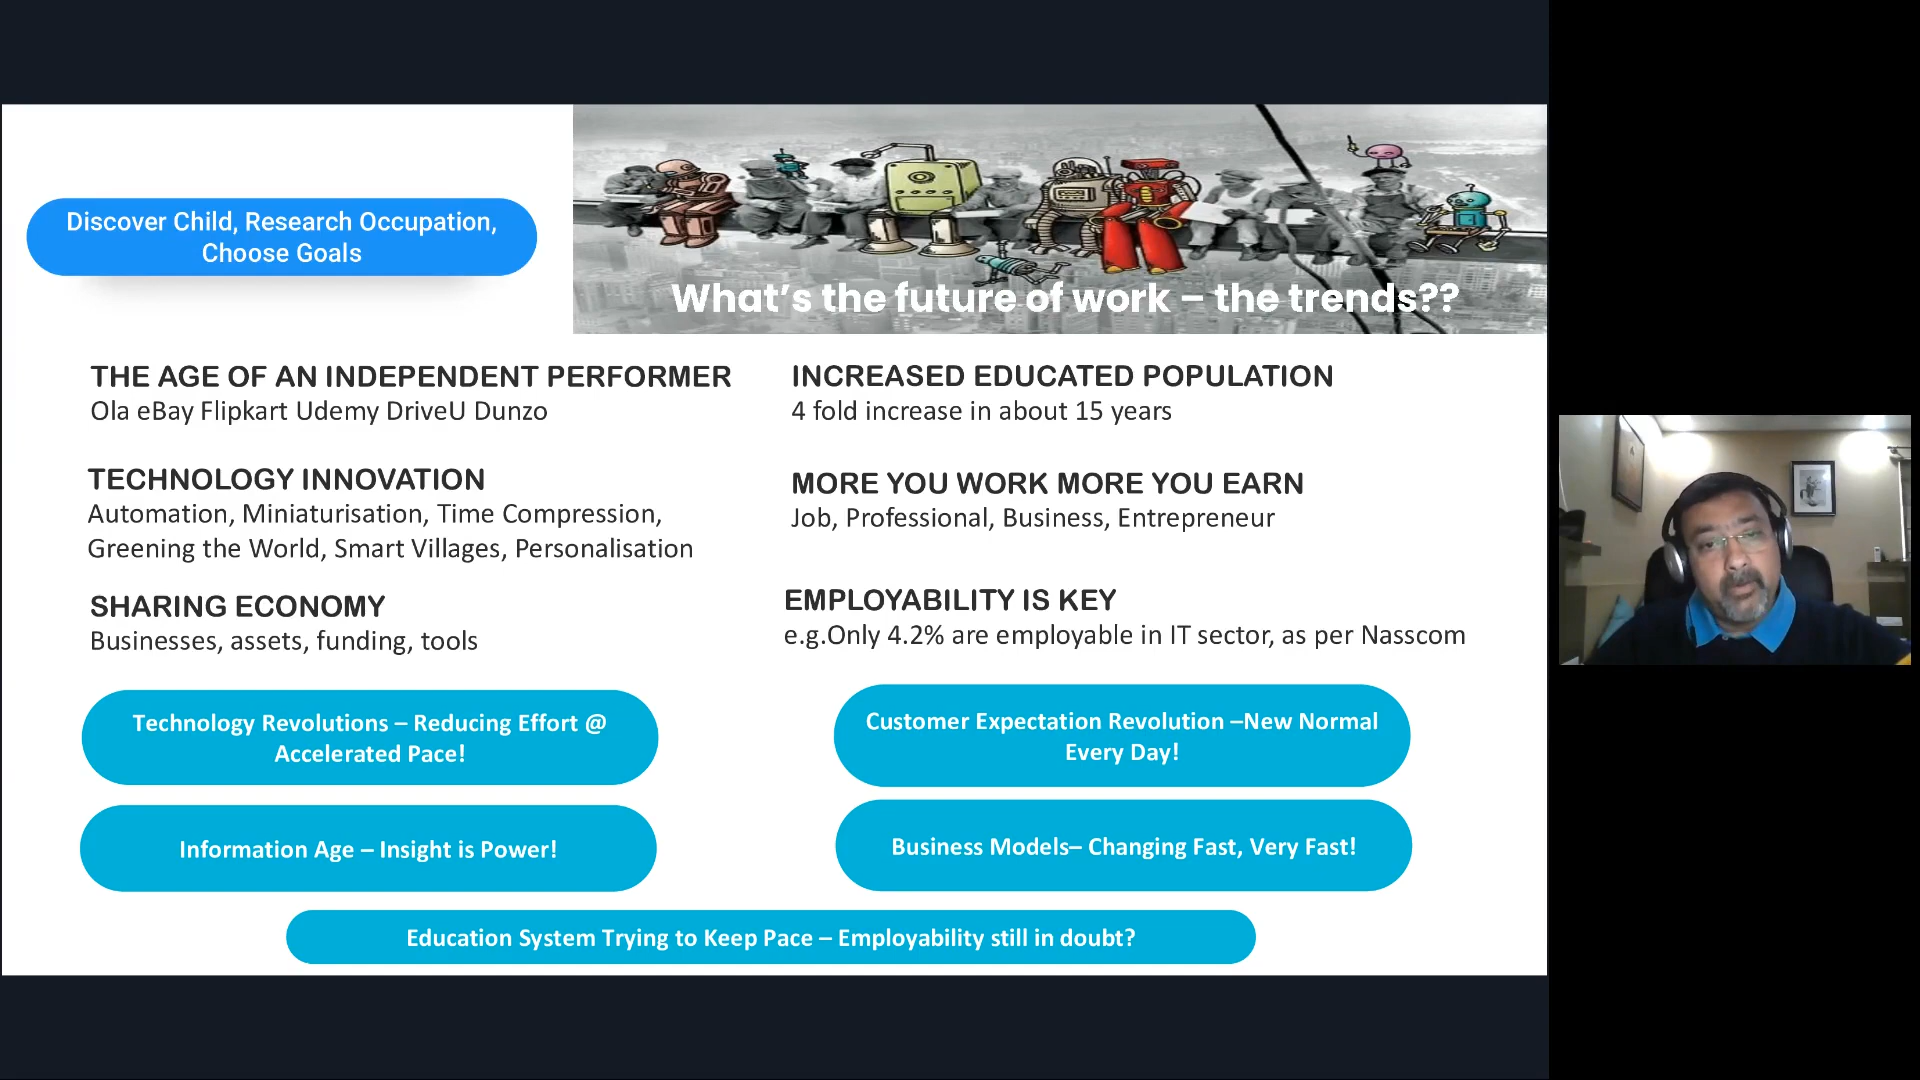 Discover Child, Research Occupation,
Choose Goals
What's the future of work – the trends??
THE AGE OF AN INDEPENDENT PERFORMER
Ola eBay Flipkart Udemy DriveU Dunzo
TECHNOLOGY INNOVATION
Automation, Miniaturisation, Time Compression,
Greening the World, Smart Villages, Personalisation
SHARING ECONOMY
Businesses, assets, funding, tools
INCREASED EDUCATED POPULATION
4 fold increase in about 15 years
MORE YOU WORK MORE YOU EARN
Job, Professional, Business, Entrepreneur
EMPLOYABILITY IS KEY
e.g.Only 4.2% are employable in IT sector, as per Nasscom
Technology Revolutions – Reducing Effort @
Accelerated Pace!
Customer Expectation Revolution –New Normal
Every Day!
Information Age – Insight is Power!
Business Models– Changing Fast, Very Fast!
Education System Trying to Keep Pace – Employability still in doubt?